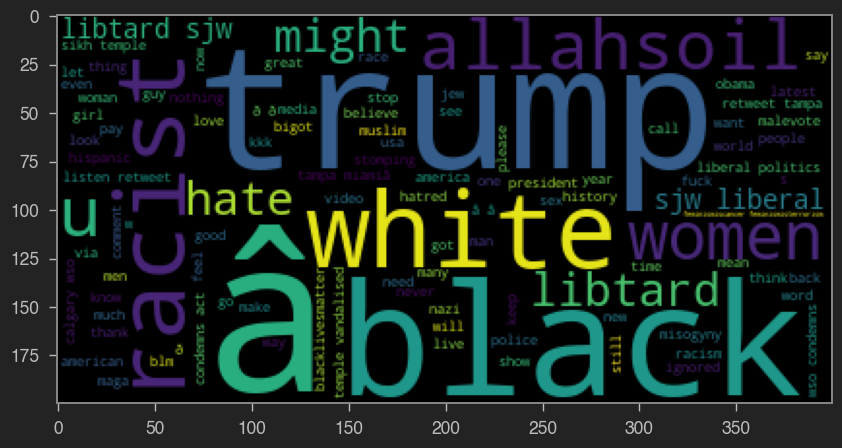 0
25
50
75
100
125
150
175
libtard sjw
might
allahsoil
say
sikh temple
now
great
race
let
thing
even
trump
woman
guy
nothing
racist
ð ð
media
stop
jew
obama
latest
girl
love
believe
see
retweet tampa
pay
bigot
muslim
call
want
malevote
look
kkk
usa
please
world
people
hispanic
stomping
liberal politics
listen retweet
tampa miamiâ
america
one
president
year
fuck
s
u
hate
video
hatred
sex
history
sjw liberal
comment
w
white
â â
via
good
got
man
women
feel
men
many
time
mean
calgary wso
know
condemns act
go
make
blacklivesmatter
temple vandalised
need
never
libtard
think
back
word
much
thank
â
way
black
nazi
will
live
keep
police
show
new
still
misogyny
racism
ignored
wso condemns
american
blm
ð
maga
0
50
100
150
200
250
300
350